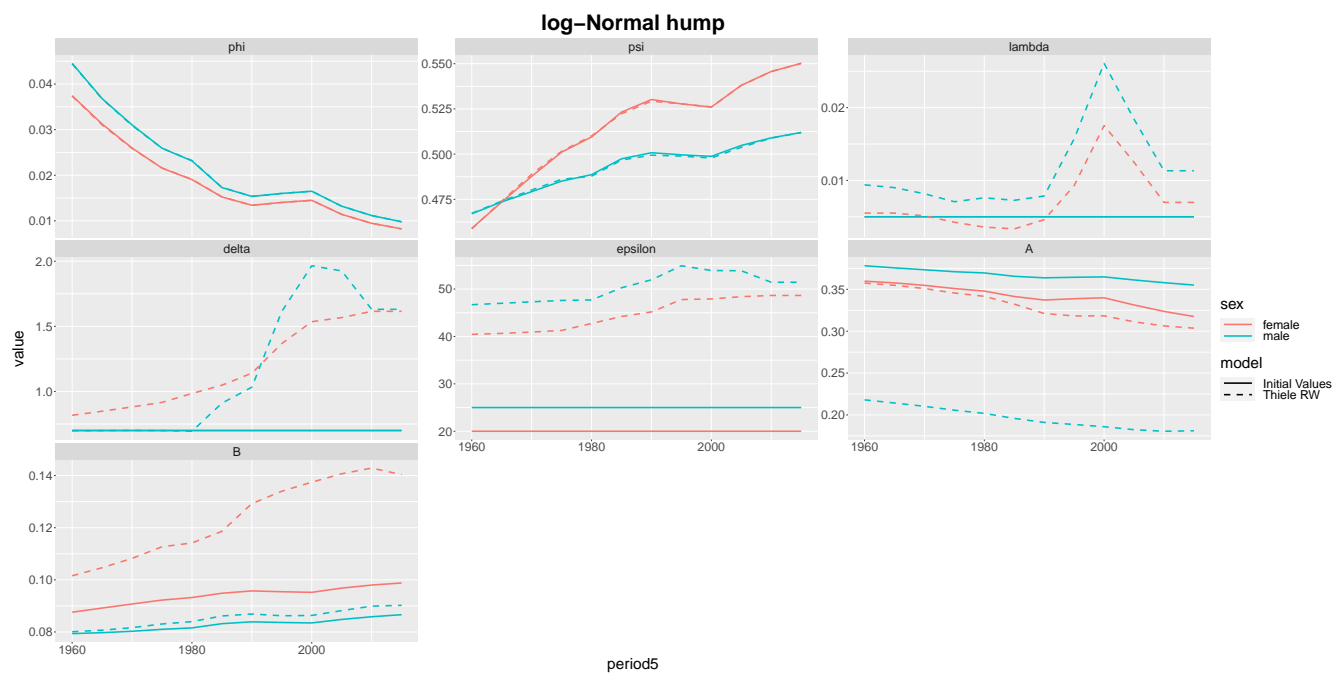 log−Normal hump
phi
psi
lambda
0.04
0.03
0.02
0.01
0.550
0.525
0.500
0.475
0.02
0.01
delta
epsilon
A
2.0
1.5
1.0
50
40
30
20
0.35
0.30
0.25
0.20
1960
1980
2000
1960
1980
2000
B
0.14
0.12
0.10
0.08
1960
1980
2000
value
period5
sex
female
male
model
Initial Values
Thiele RW